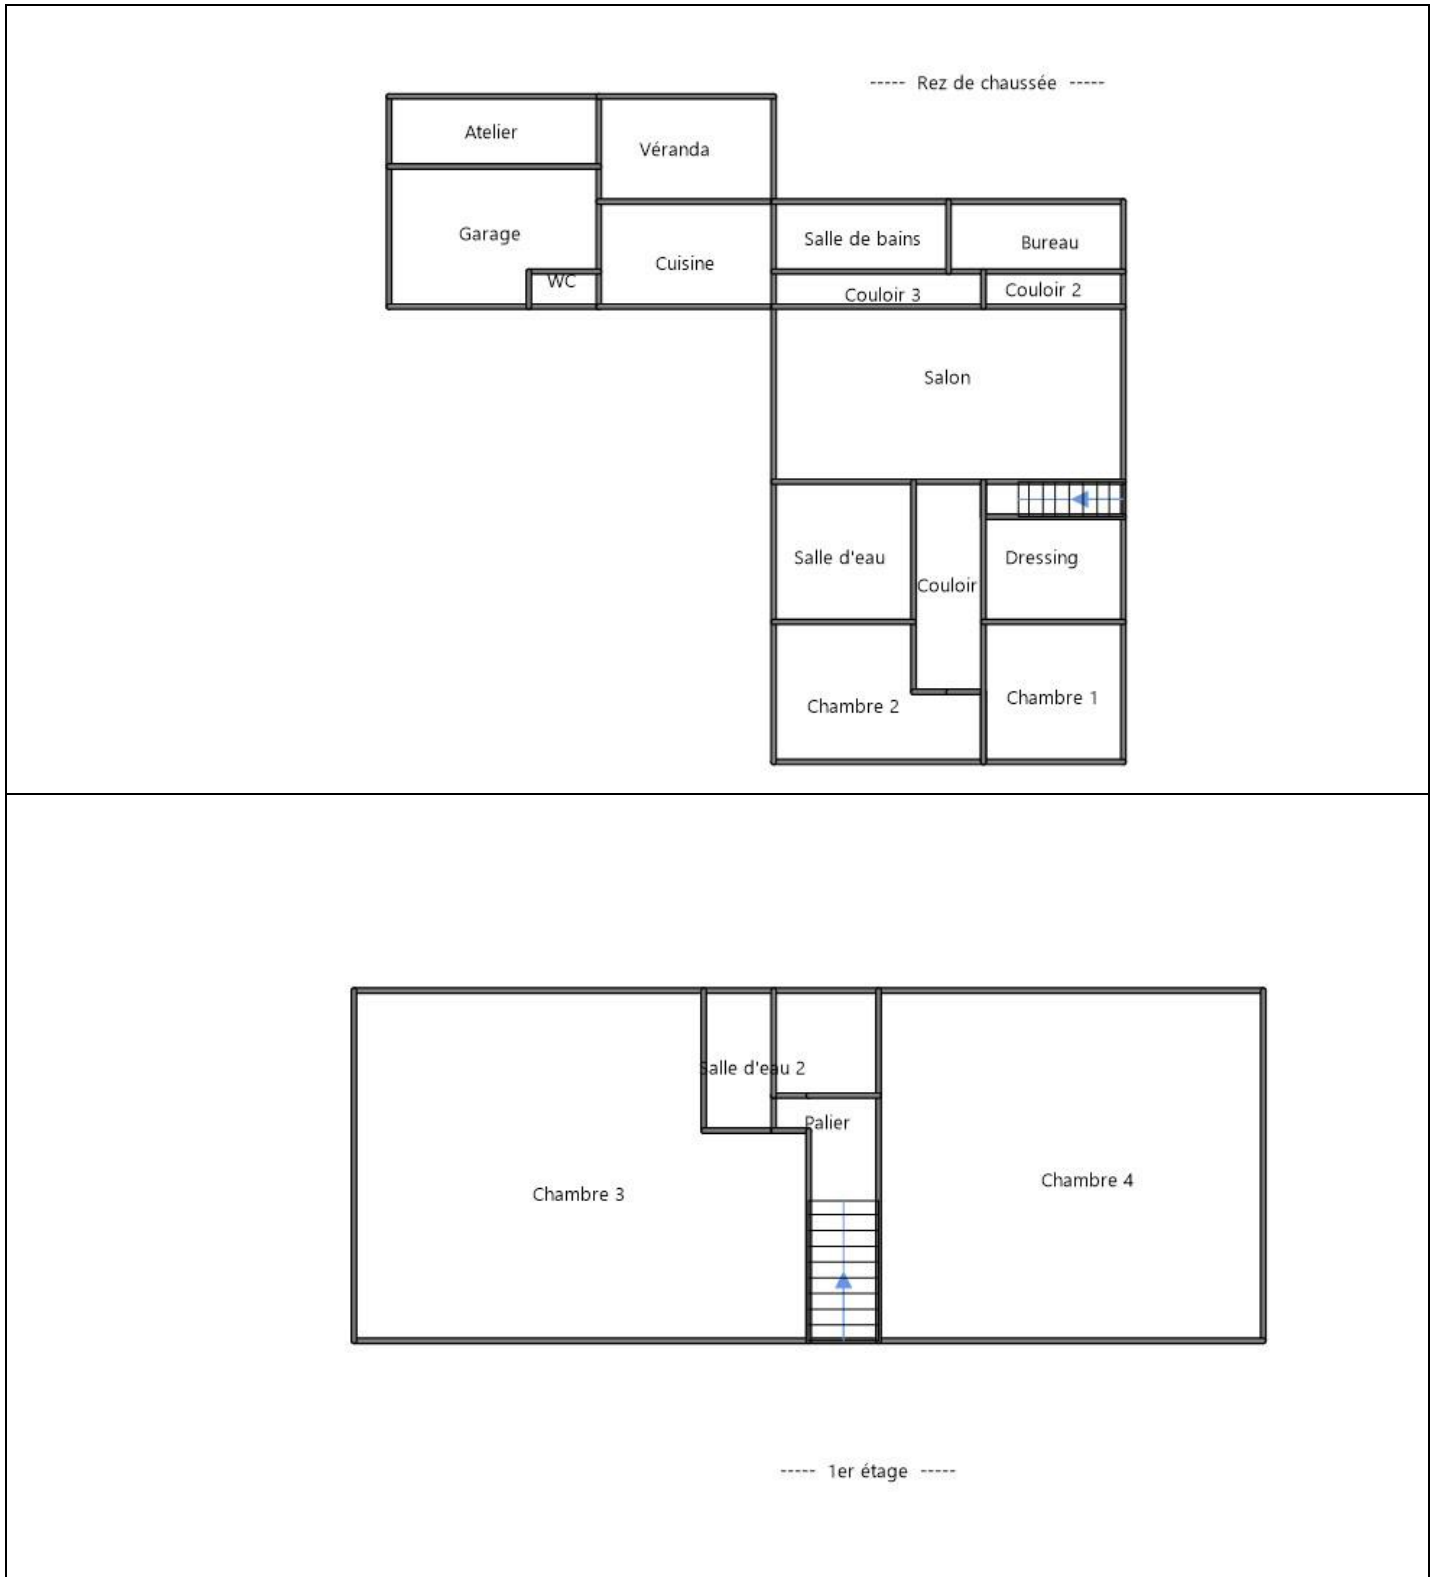 ----- Rez de chaussée -----
Atelier
Véranda
Garage
Salle de bains
Bureau
Cuisine
WC
Couloir 3
Couloir 2
Salon
Salle d'eau
Dressing
Couloir
Chambre 2
Chambre 1
Salle d'eau 2
Palier
Chambre 3
Chambre 4
----- 1er étage -----